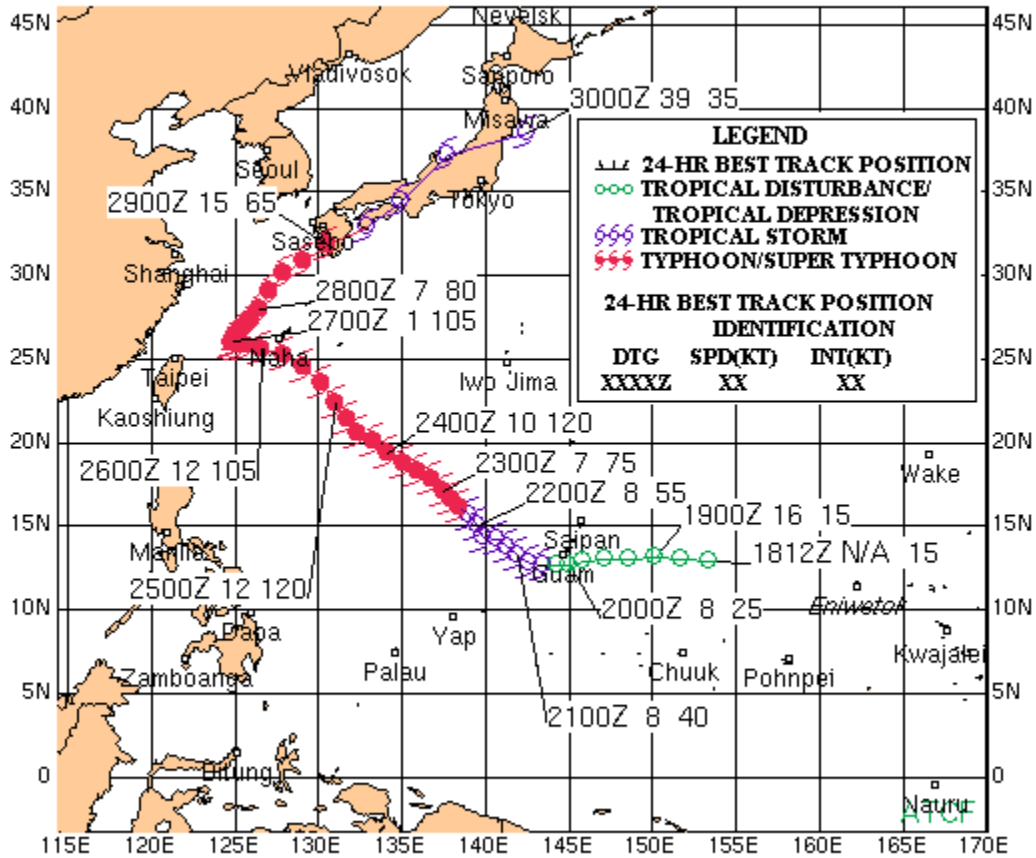 45N
Nevelsk
45N
Vladivosok
Sapporo
40N
3000Z 39 35
40N
Misawa
LEGEND
24-HR BEST TRACK POSITION
Seoul
35N
TROPICAL DISTURBANCE/
35N
2900Z 15 65
Tokyo
TROPICAL DEPRESSION
Sasebo
TROPICAL STORM
30N
Shanghai
TYPHOON/SUPER TYPHOON
30N
2800Z 7 80
24-HR BEST TRACK POSITION
2700Z 1 105
IDENTIFICATION
25N
Naha
DTG SPD(KT) INT(KT)
25N
Taipei
Iwo Jima
XXXXZ XX XX
Kaoshiung
2400Z 10 120
20N
20N
2600Z 12 105
2300Z 7 75
Wake
2200Z 8 55
1900Z 16 15
15N
Saipan
15N
Manila
1812Z N/A 15
2500Z 12 120
Guam
2000Z 8 25
Eniwetok
10N
10N
Yap
Kwajalei
Zamboanga
Palau
Chuuk
Pohnpei
5N
5N
2100Z 8 40
0
Bitung
0
Nauru
ATCF
115E 120E 125E 130E 135E 140E 145E 150E 155E 160E 165E 170E